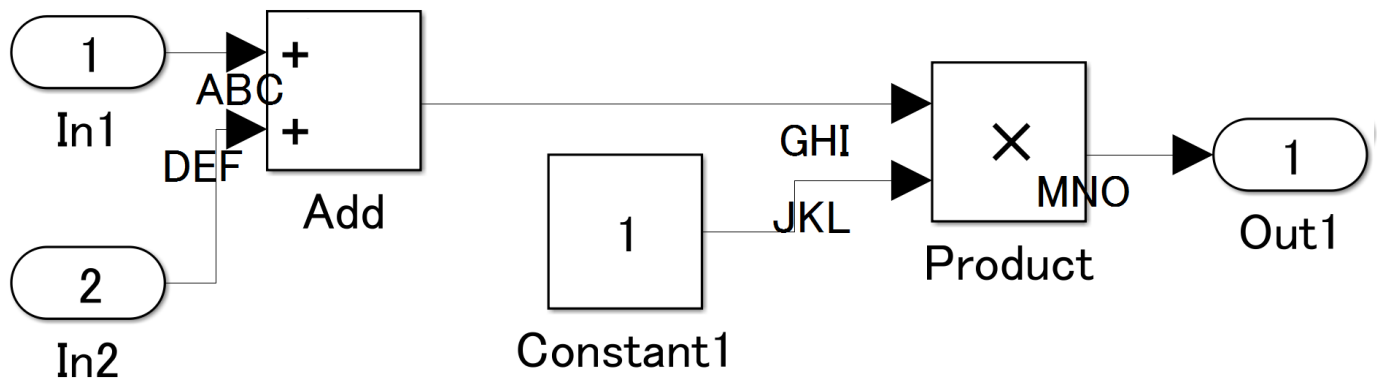 1
In1
ABC
+
+
DEF
Add
2
In2
1
Constant1
GHI
JKL
×
Product
MNO
1
Out1